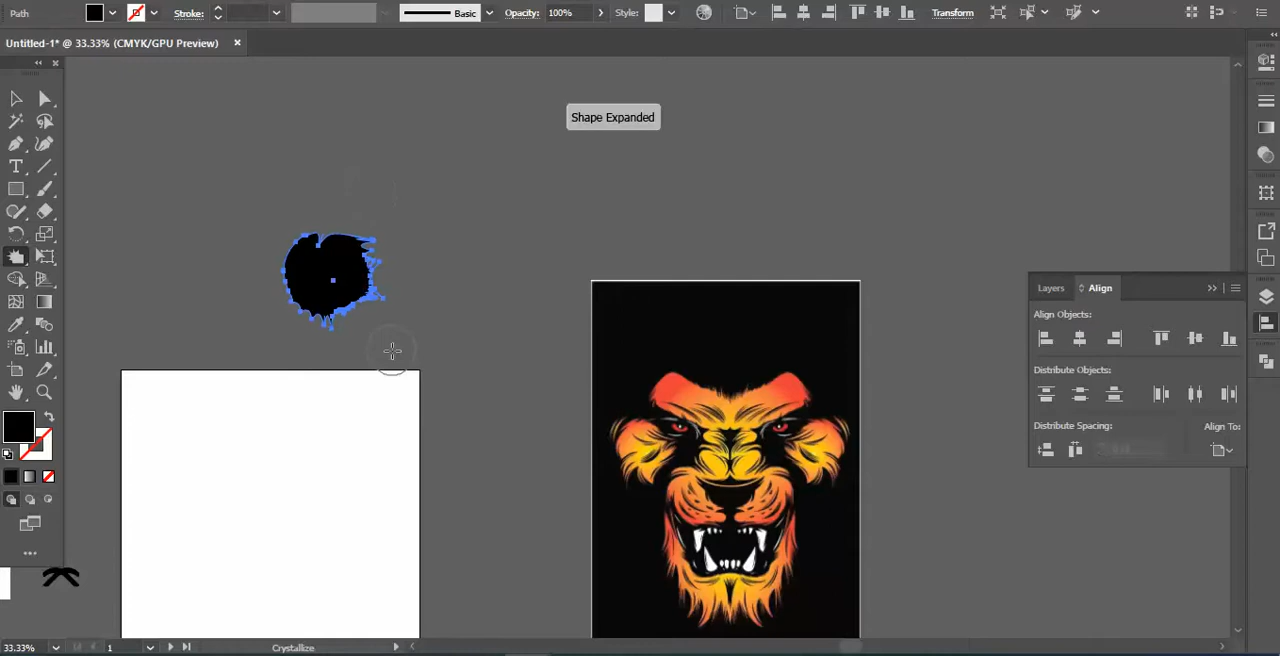 Path Stroke: Basic Opacity: 100% Style: Transform
Untitled-1* @ 33.33% (CMYK/GPU Preview) ×
Shape Expanded
Layers Align
Align Objects:
Distribute Objects:
Distribute Spacing: Align To:
33.33% 1 Crystallize